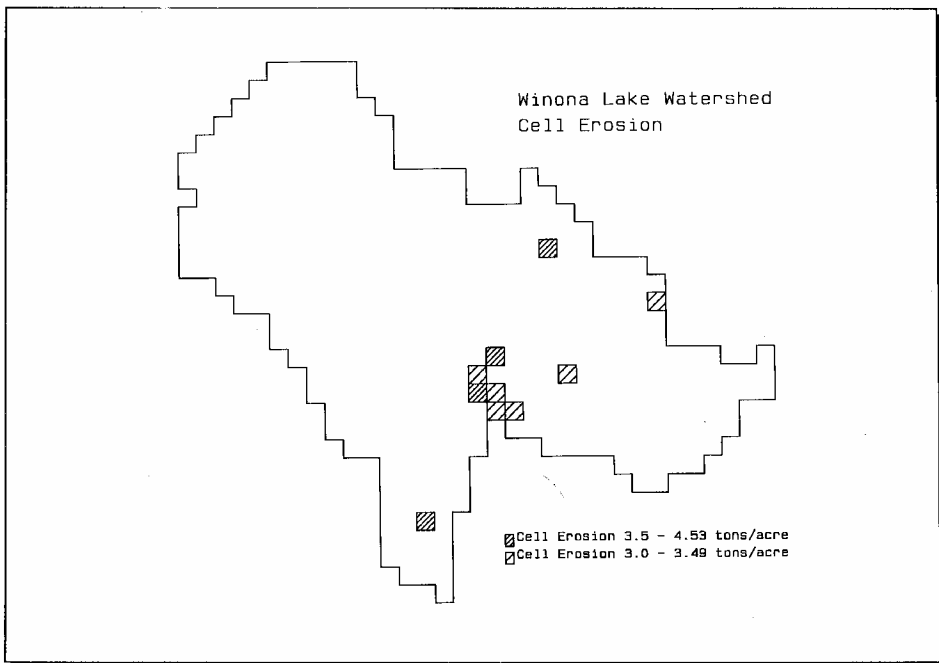 Winona Lake Watershed
Cell Erosion
Cell Erosion 3.5 - 4.53 tons/acre
Cell Erosion 3.0 - 3.49 tons/acre